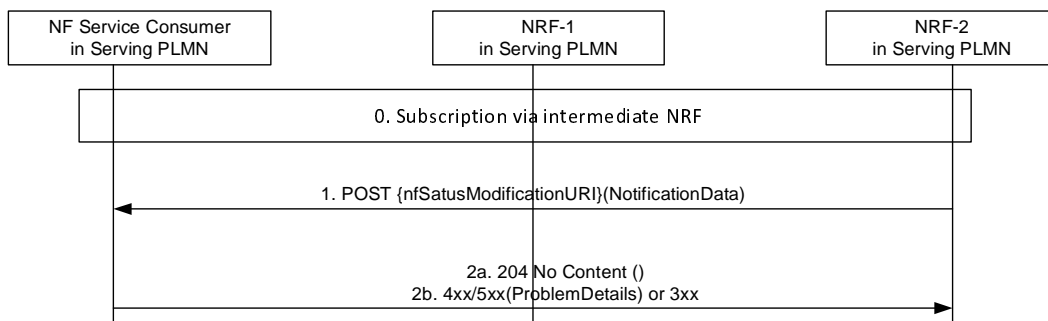 NF Service Consumer
in Serving PLMN
NRF-1
in Serving PLMN
NRF-2
in Serving PLMN
0. Subscription via intermediate NRF
1. POST {nfSatusModificationURI}(NotificationData)
2a. 204 No Content ()
2b. 4xx/5xx(ProblemDetails) or 3xx